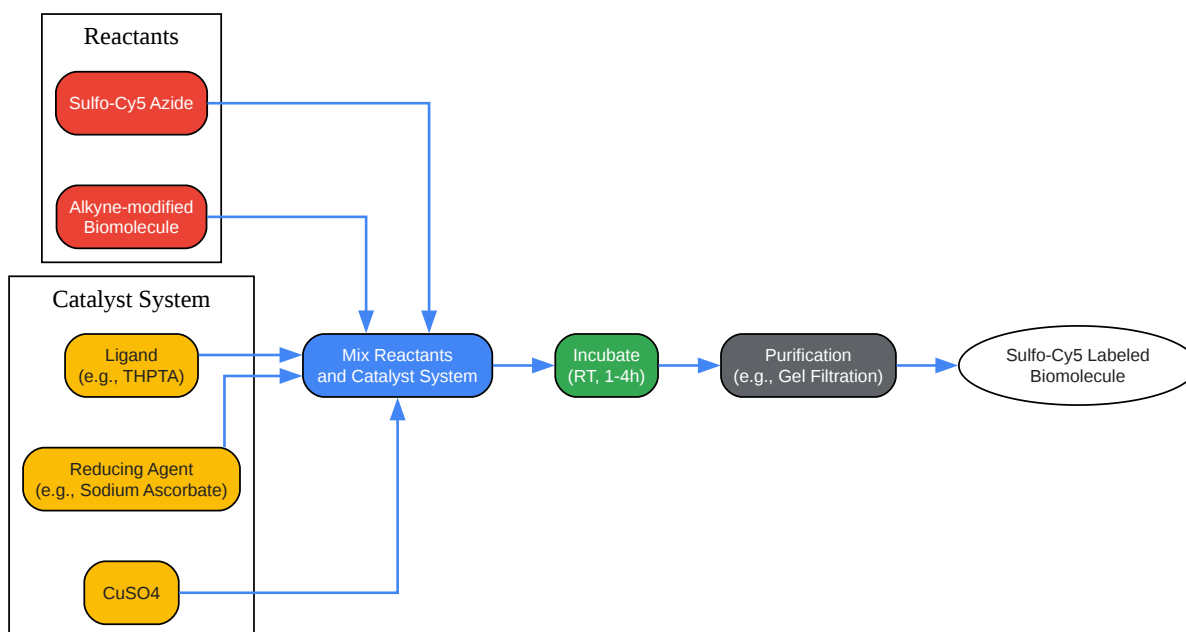 Reactants
Sulfo-Cy5 Azide
Alkyne-modified
Biomolecule
Catalyst System
Ligand
(e.g., THPTA)
Reducing Agent
(e.g., Sodium Ascorbate)
CuSO4
Mix Reactants
and Catalyst System
Incubate
(RT, 1-4h)
Purification
(e.g., Gel Filtration)
Sulfo-Cy5 Labeled
Biomolecule